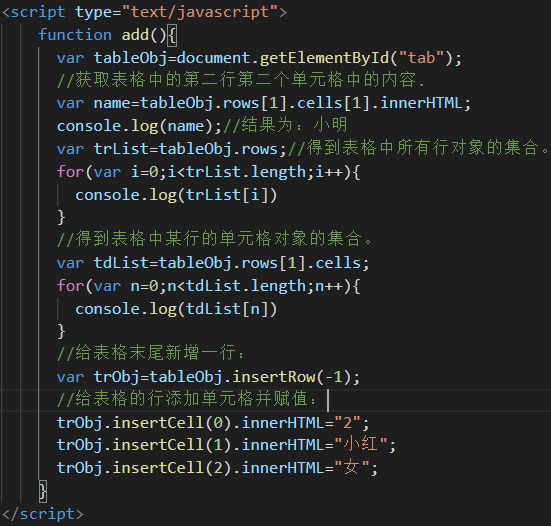 <script type="text/javascript">
function add(){
var tableObj=document.getElementById("tab");
//获取表格中的第二行第二个单元格中的内容.
var name=tableObj.rows[1].cells[1].innerHTML;
console.log(name);//结果为：小明
var trList=tableObj.rows;//得到表格中所有行对象的集合。
for(var i=0;i<trList.length;i++){
console.log(trList[i])
}
//得到表格中某行的单元格对象的集合。
var tdList=tableObj.rows[1].cells;
for(var n=0;n<tdList.length;n++){
console.log(tdList[n])
}
//给表格末尾新增一行：
var trObj=tableObj.insertRow(-1);
//给表格的行添加单元格并赋值：
trObj.insertCell(0).innerHTML="2";
trObj.insertCell(1).innerHTML="小红";
trObj.insertCell(2).innerHTML="女";
}
</script>